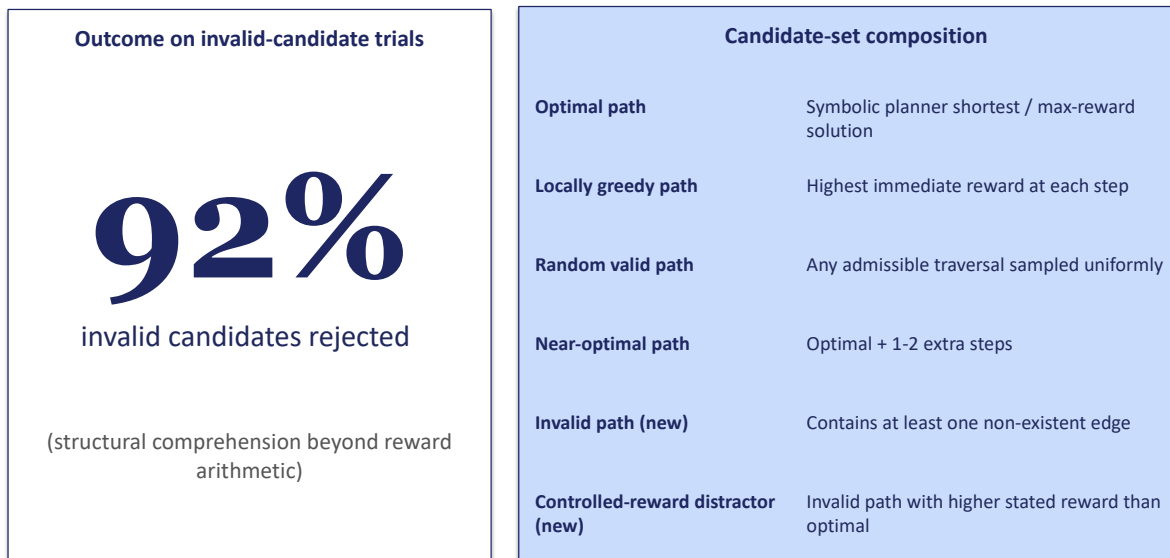 Outcome on invalid-candidate trials
92%
invalid candidates rejected
(structural comprehension beyond reward
arithmetic)
Candidate-set composition
Optimal path
Symbolic planner shortest / max-reward
solution
Locally greedy path
Highest immediate reward at each step
Random valid path
Any admissible traversal sampled uniformly
Near-optimal path
Optimal + 1-2 extra steps
Invalid path (new)
Contains at least one non-existent edge
Controlled-reward distractor
(new)
Invalid path with higher stated reward than
optimal